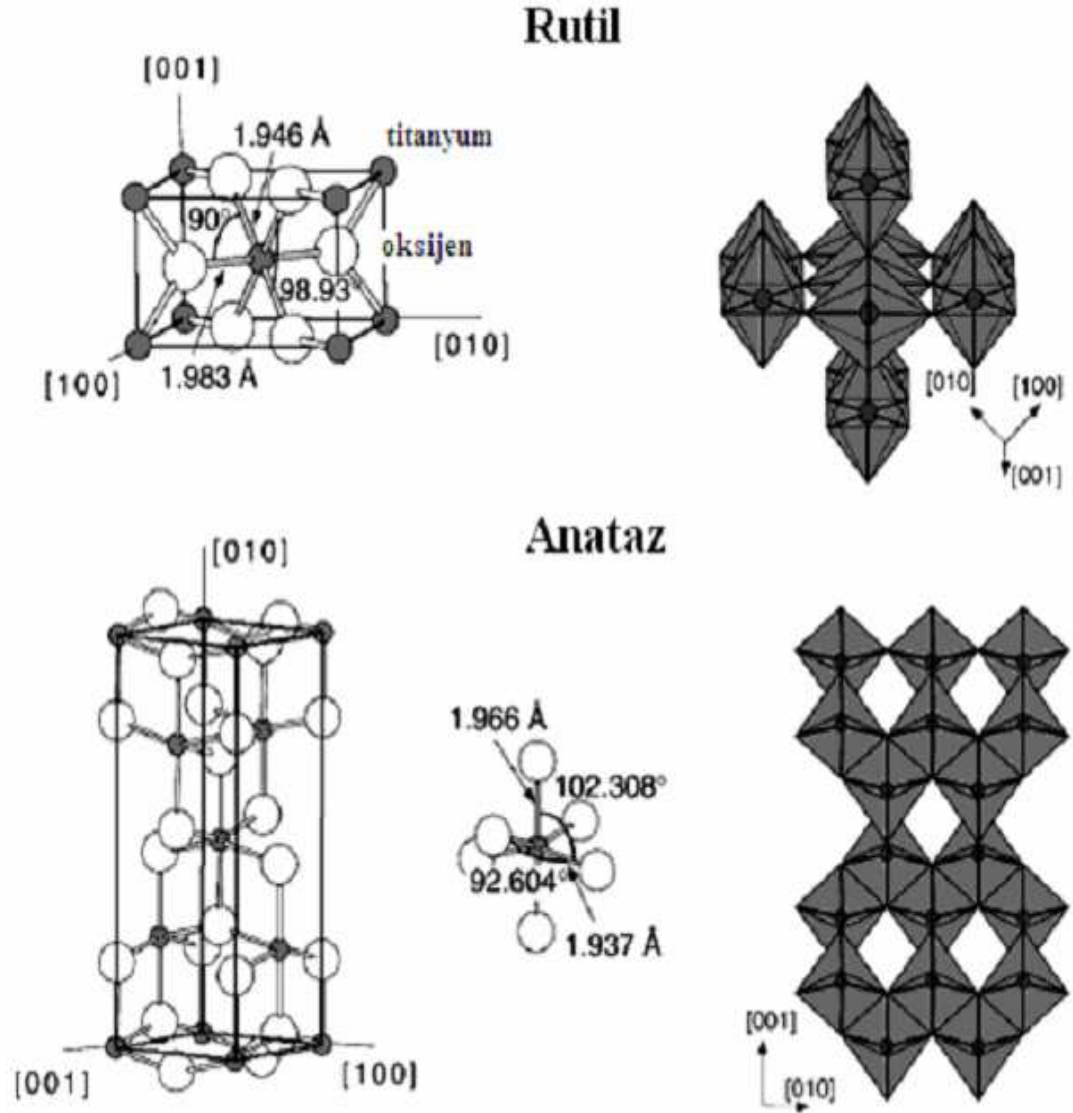 Rutil
[001]
1.946 Å
titanyum
90°
oksijen
98.93°
[010]
[100]
1.983 Å
[010]
[100]
[001]
Anataz
[010]
1.966 Å
102.308°
92.604°
1.937 Å
[001]
[100]
[001]
[010]